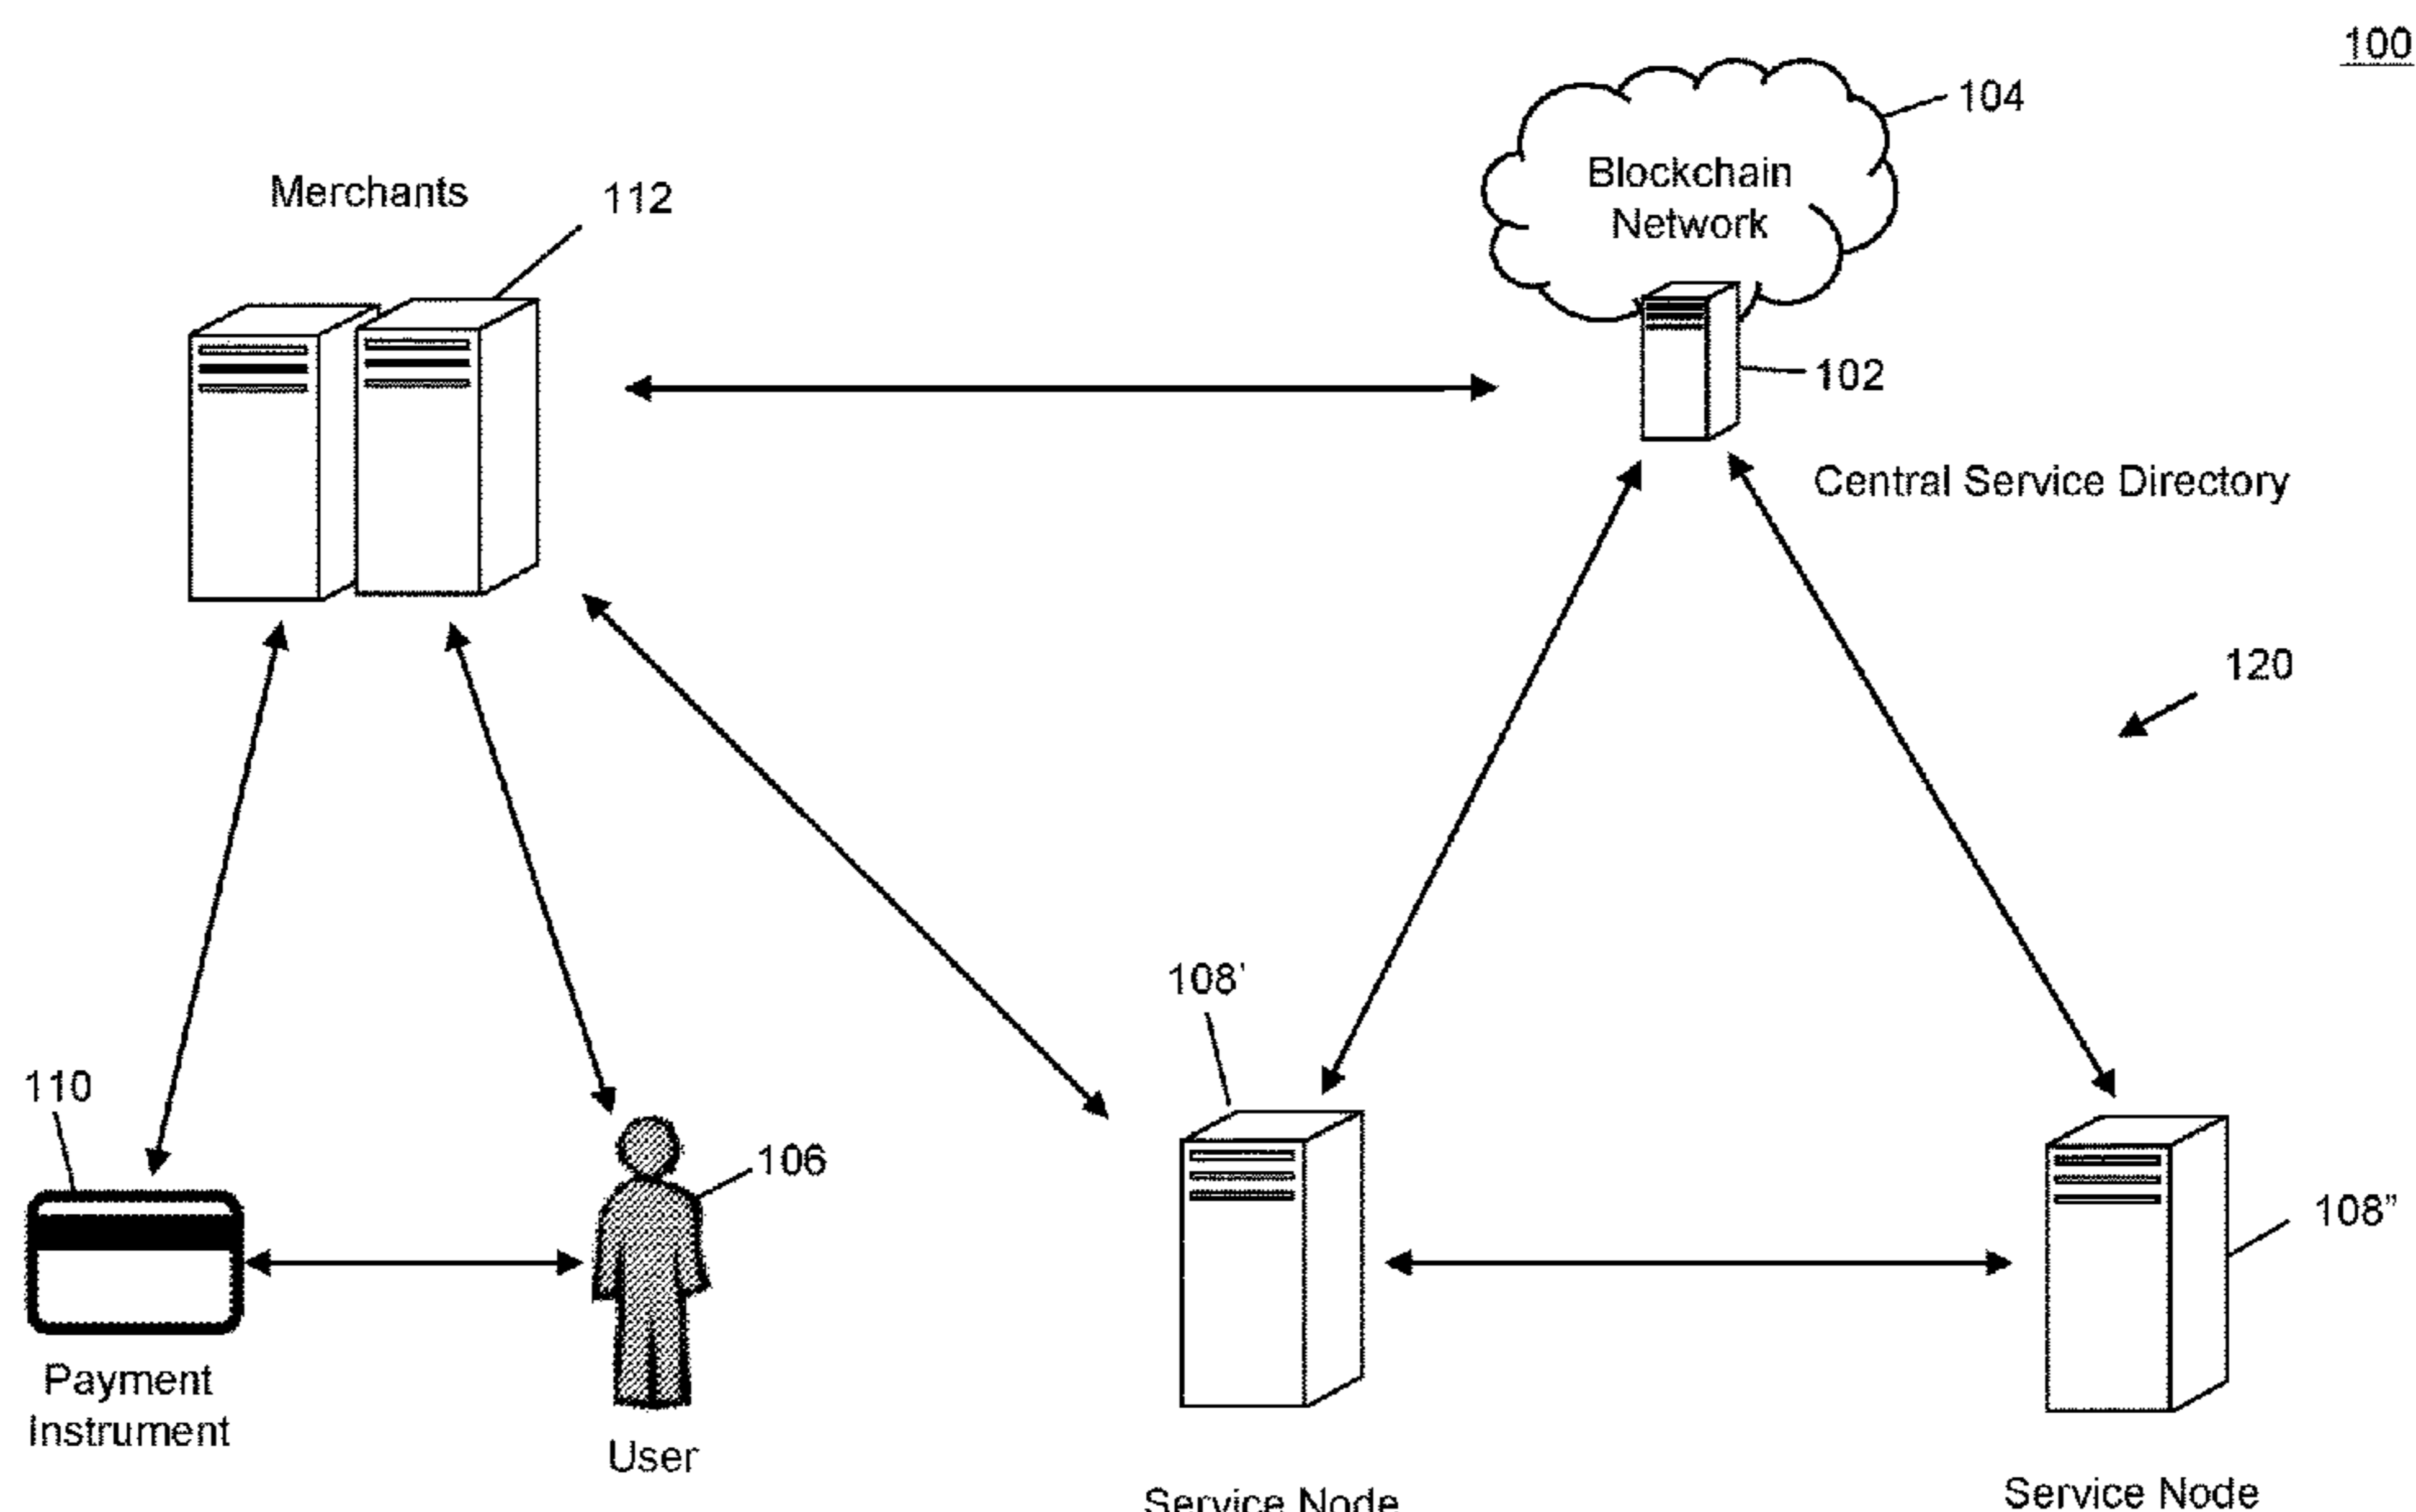 100
104
Blockchain
Network
Merchants
112
102
Central Service Directory
120
108'
110
106
108”
Payment
Instrument
User
Service Node
Service Node